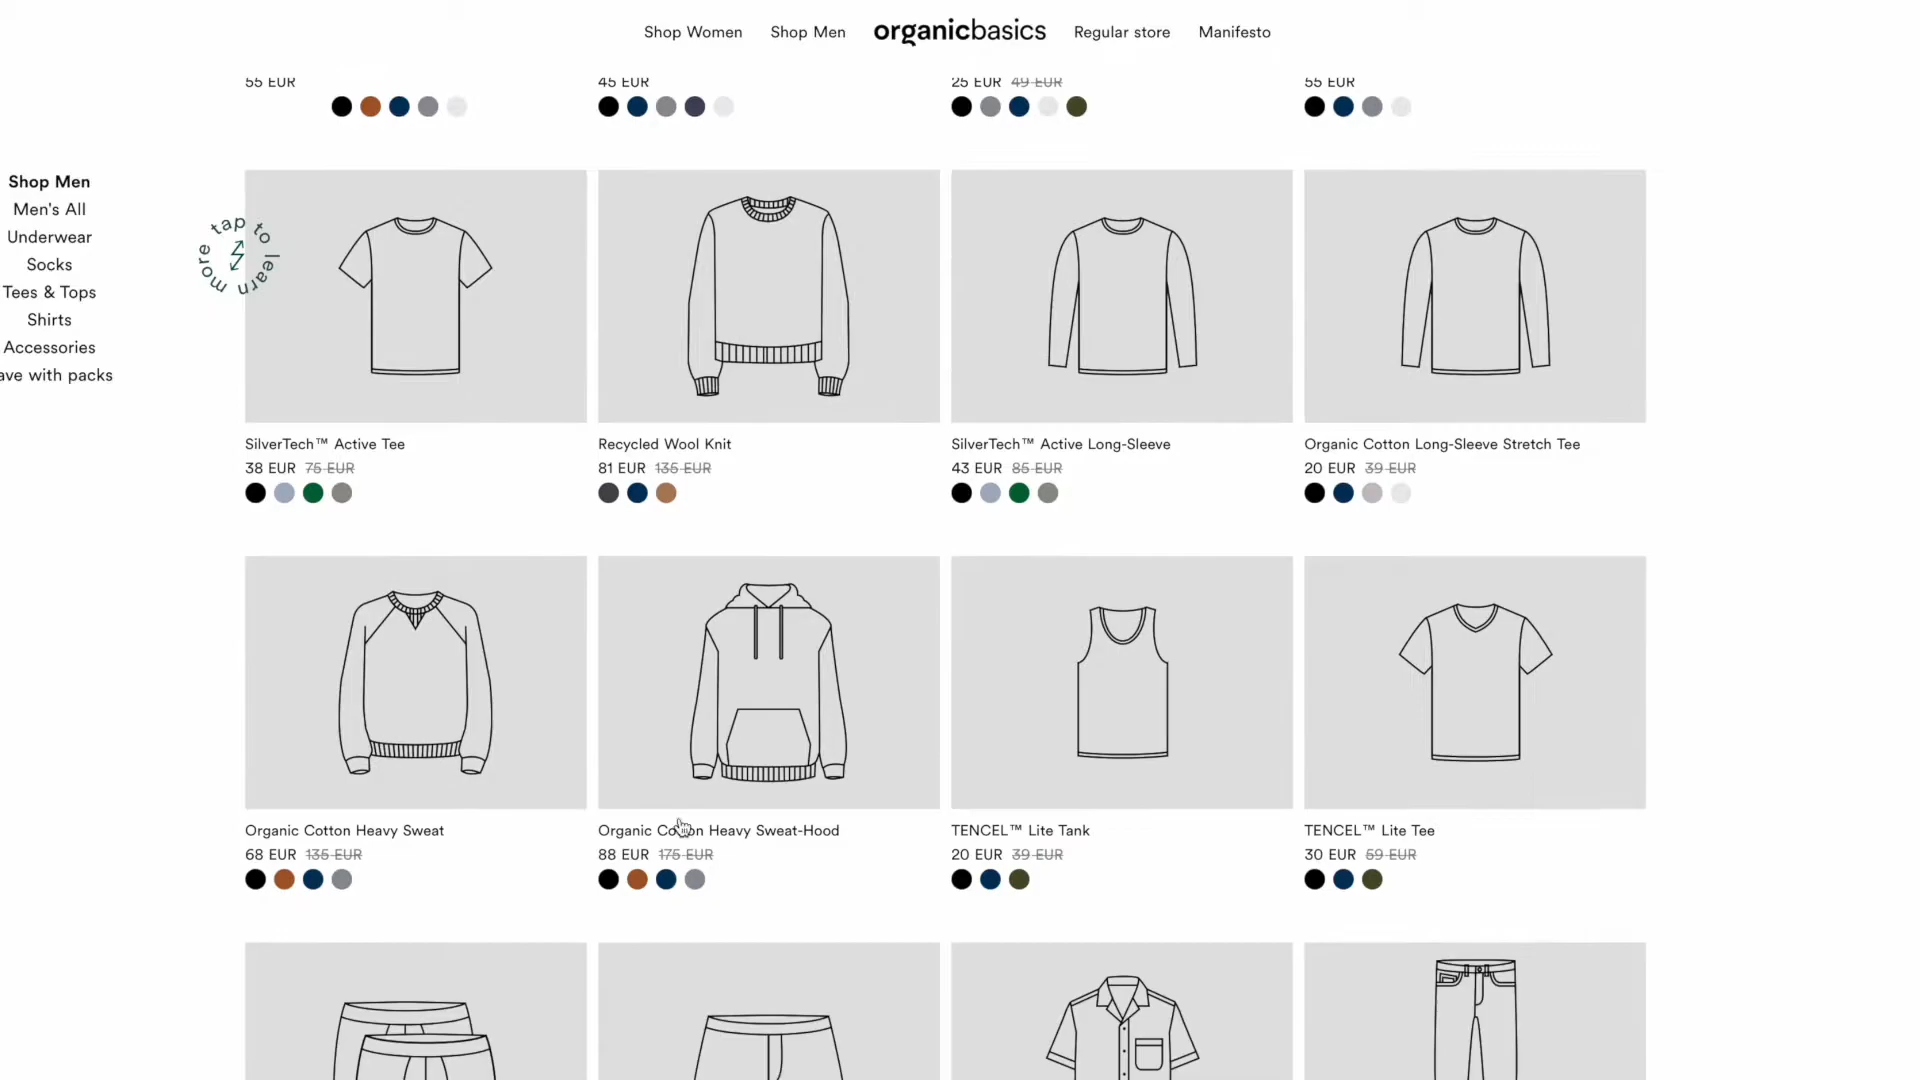 Shop Women Shop Men organicbasics Regular store Manifesto
55 EUR 45 EUR 25 EUR 49 EUR 55 EUR
Shop Men
Men's All
Underwear
Socks
Tees & Tops
Shirts
Accessories
ave with packs
tap to learn more
SilverTech™ Active Tee
38 EUR 75 EUR
Recycled Wool Knit
81 EUR 135 EUR
SilverTech™ Active Long-Sleeve
43 EUR 85 EUR
Organic Cotton Long-Sleeve Stretch Tee
20 EUR 39 EUR
Organic Cotton Heavy Sweat
68 EUR 135 EUR
Organic Cotton Heavy Sweat-Hood
88 EUR 175 EUR
TENCEL™ Lite Tank
20 EUR 39 EUR
TENCEL™ Lite Tee
30 EUR 59 EUR